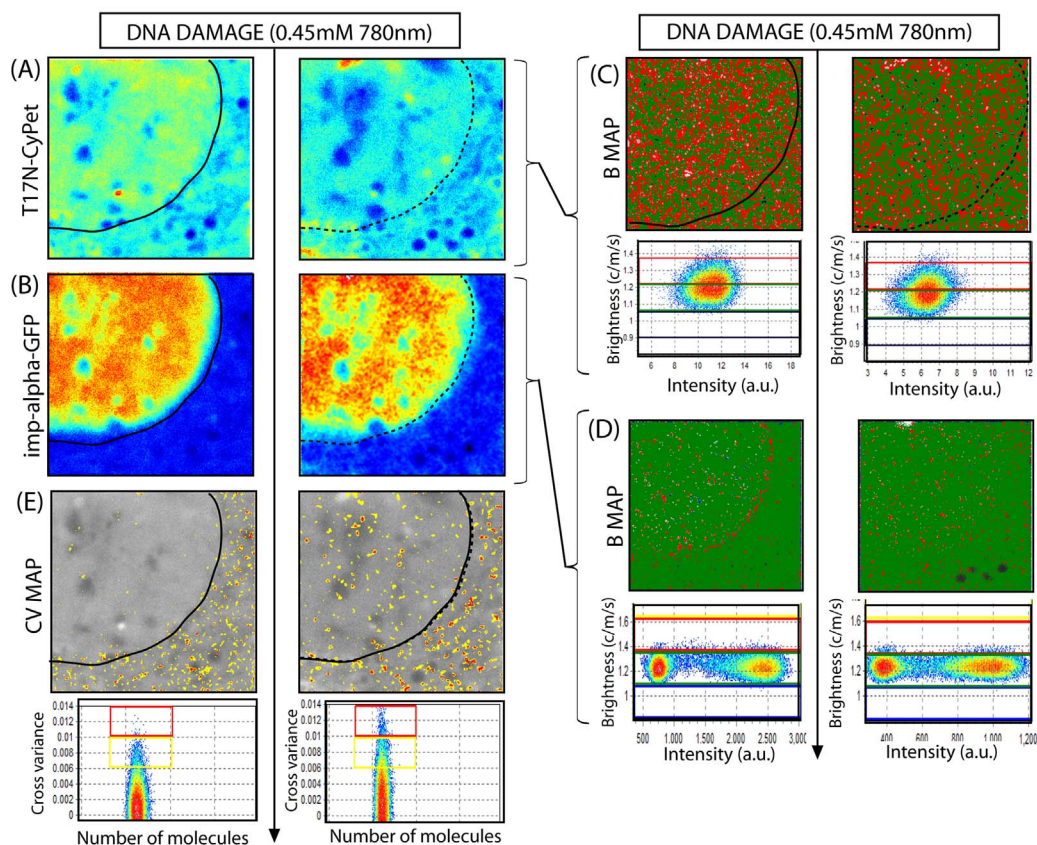 DNA DAMAGE (0.45mM 780nm)
DNA DAMAGE (0.45mM 780nm)
(A)
T17N-CyPet
(B)
imp-alpha-GFP
(E)
CV MAP
Cross variance
0.014
0.012
0.01
0.008
0.006
0.004
0.002
0
Number of molecules
Cross variance
0.014
0.012
0.01
0.008
0.006
0.004
0.002
0
Number of molecules
(C)
B MAP
Brightness (c/m/s)
1.4
1.3
1.2
1.1
1
0.9
6 8 10 12 14 16 18
Intensity (a.u.)
Brightness (c/m/s)
1.4
1.3
1.2
1.1
1
0.9
3 4 5 6 7 8 9 10 11 12
Intensity (a.u.)
(D)
B MAP
Brightness (c/m/s)
1.6
1.4
1.2
1
500 1,000 1,500 2,000 2,500 3,000
Intensity (a.u.)
Brightness (c/m/s)
1.6
1.4
1.2
1
400 600 800 1,000 1,200
Intensity (a.u.)